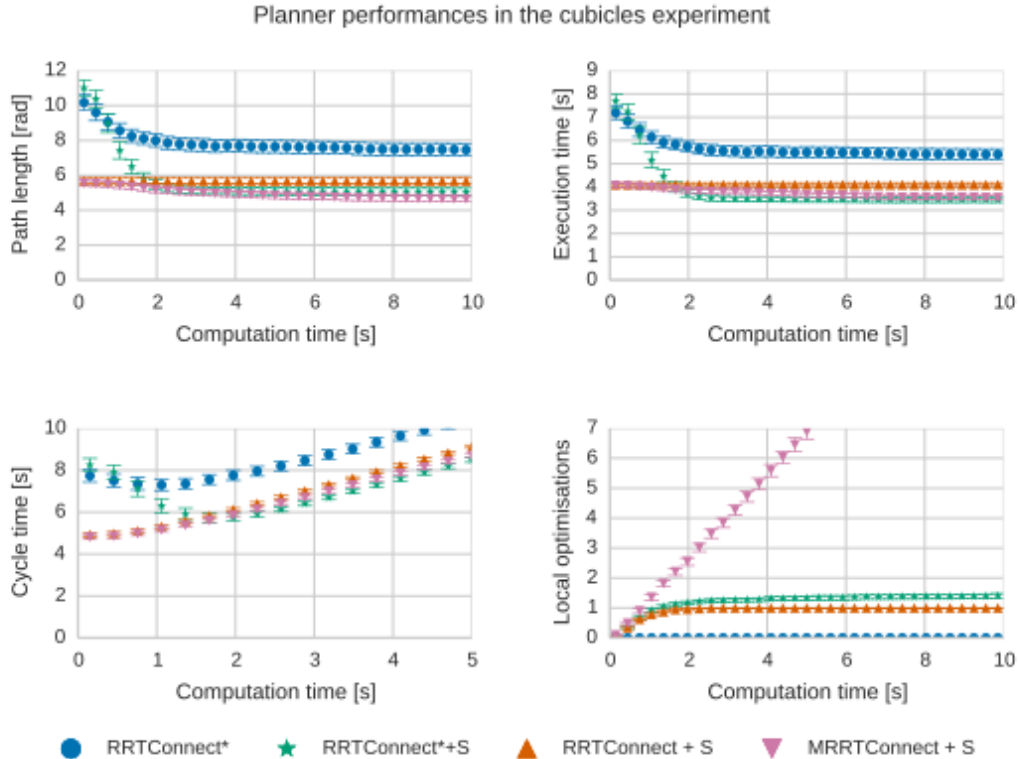 Planner performances in the cubicles experiment
Path length [rad]
12
10
8
6
4
2
0
0 2 4 6 8 10
Computation time [s]
Execution time [s]
9
8
7
6
5
4
3
2
1
0
0 2 4 6 8 10
Computation time [s]
Cycle time [s]
10
8
6
4
2
0
0 1 2 3 4 5
Computation time [s]
Local optimisations
7
6
5
4
3
2
1
0
0 2 4 6 8 10
Computation time [s]
RRTConnect* RRTConnect*+S RRTConnect + S MRRTConnect + S